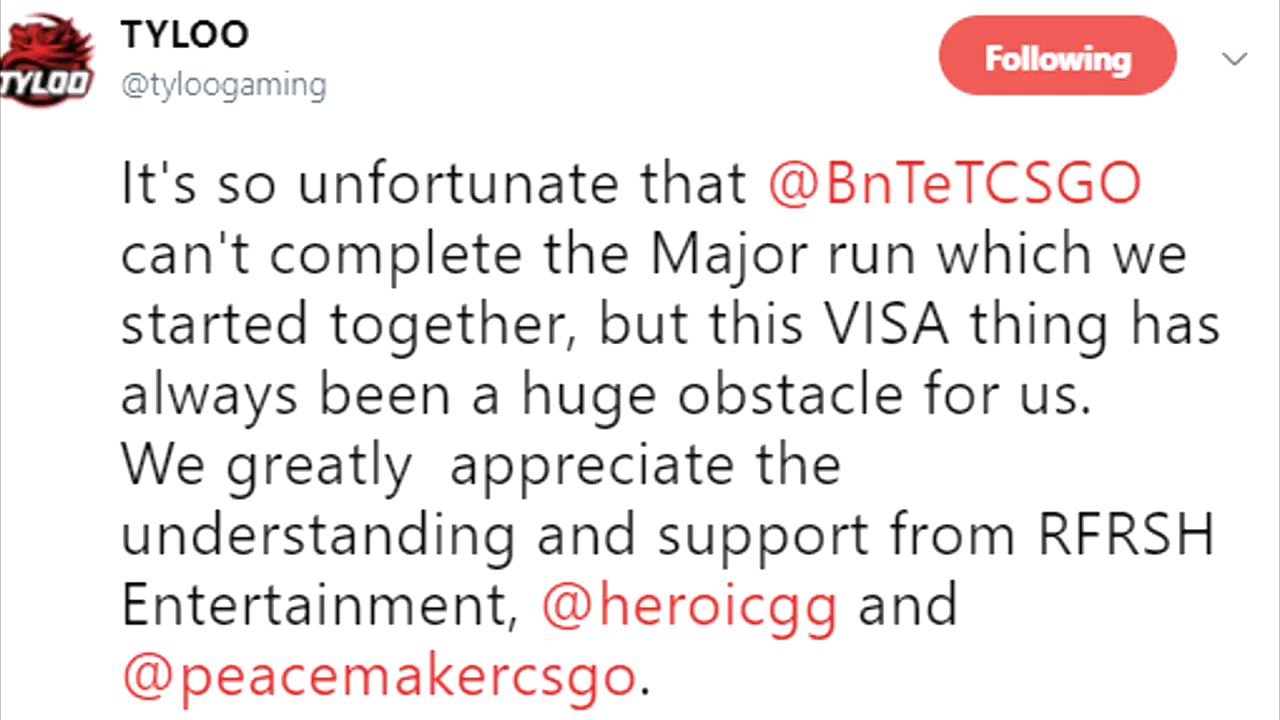 TYLOO
@tyloogaming
Following
TYLOO
It's so unfortunate that @BnTeTCSGO
can't complete the Major run which we
started together, but this VISA thing has
always been a huge obstacle for us.
We greatly  appreciate the
understanding and support from RFRSH
Entertainment, @heroicgg and
@peacemakercsgo.